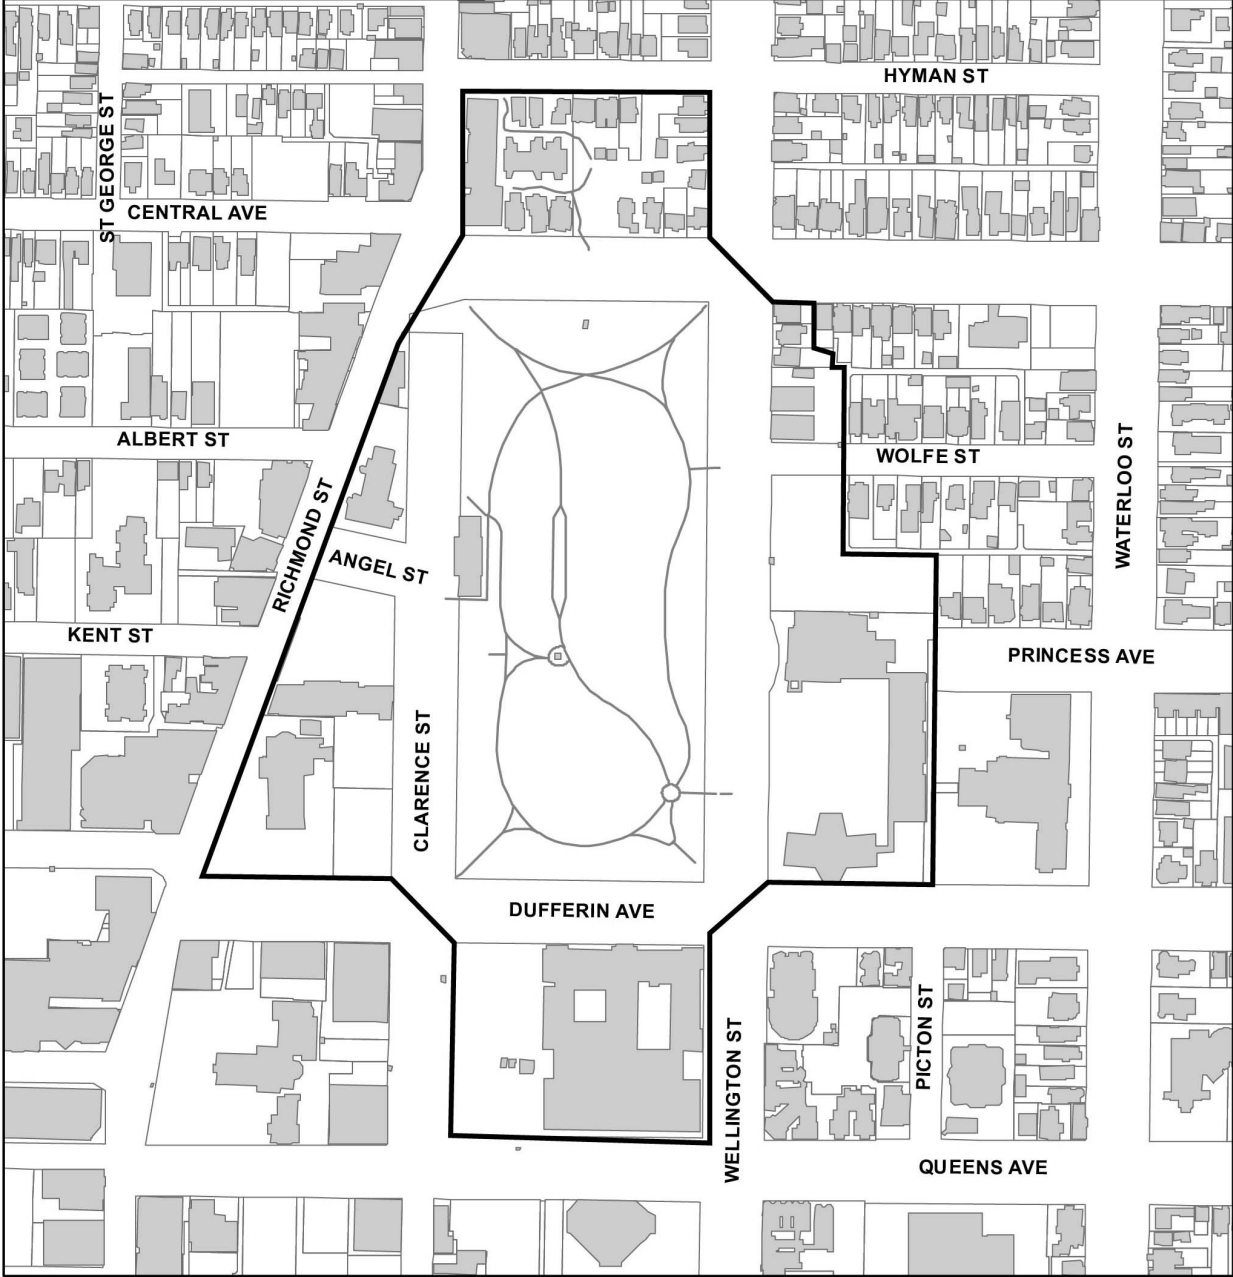 HYMAN ST
ST GEORGE ST
CENTRAL AVE
ALBERT ST
WOLFE ST
WATERLOO ST
RICHMOND ST
ANGEL ST
KENT ST
PRINCESS AVE
CLARENCE ST
DUFFERIN AVE
PICTON ST
WELLINGTON ST
QUEENS AVE